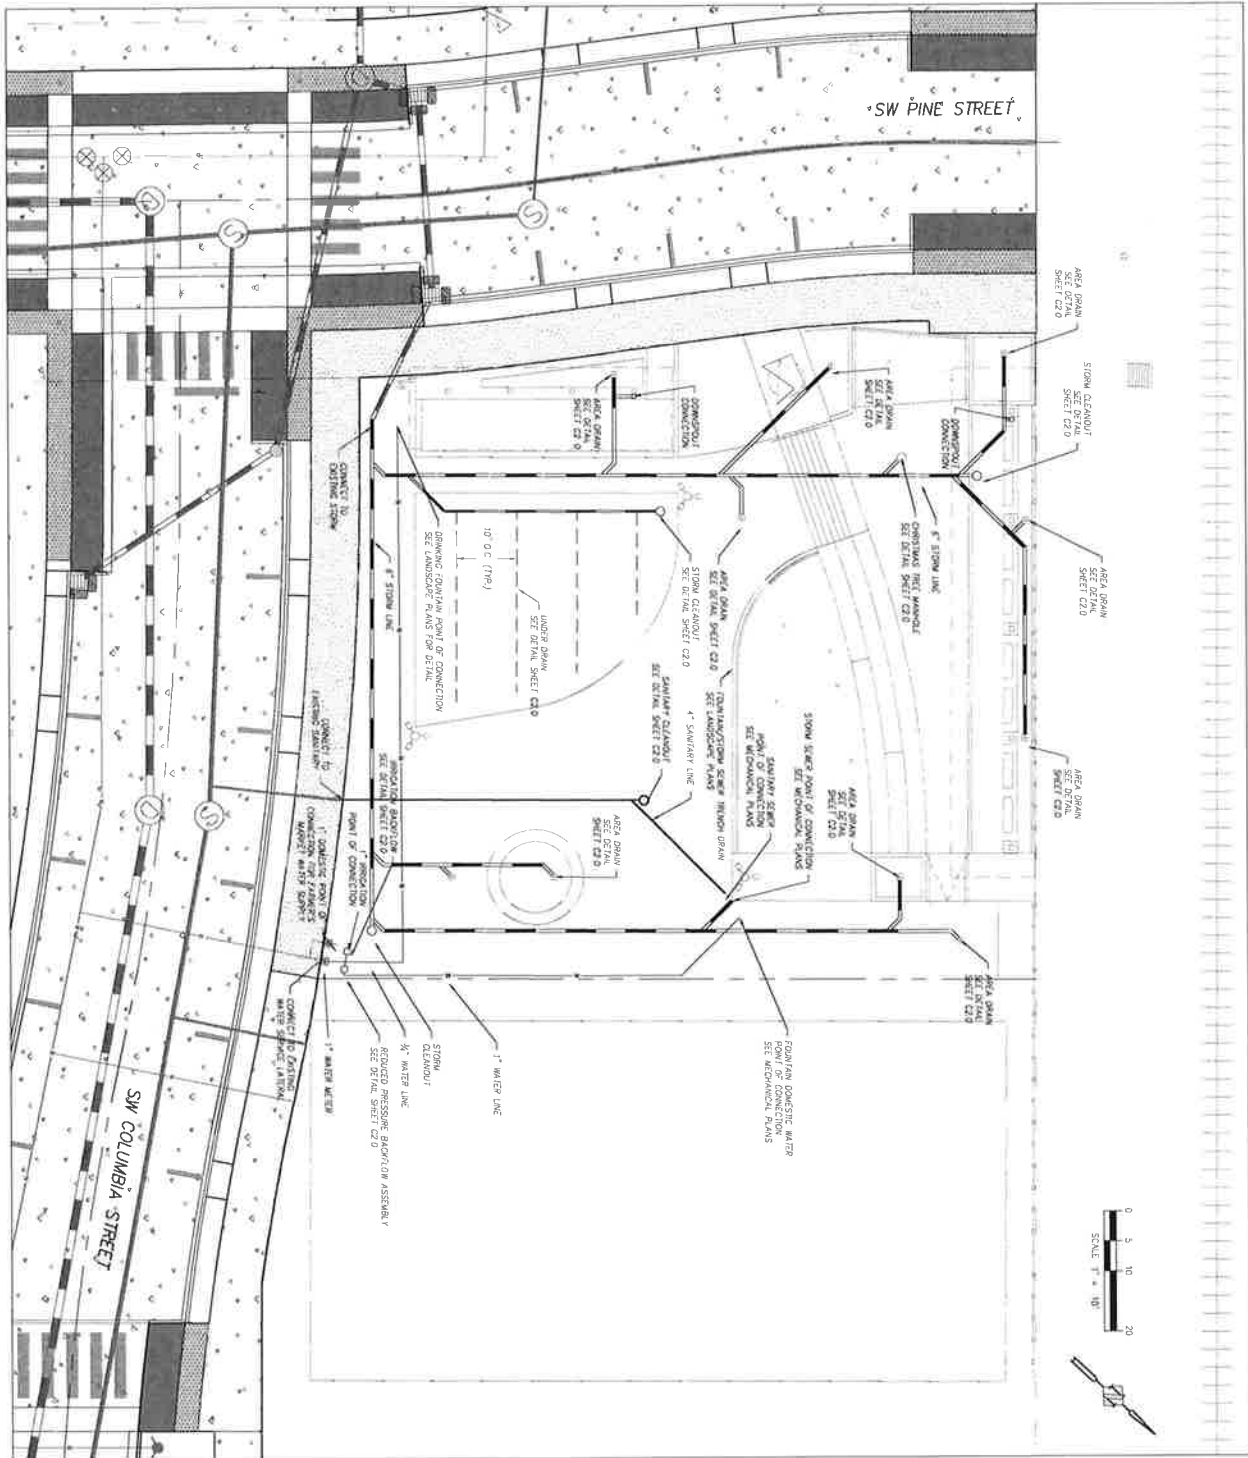 SW PINE STREET
AREA DRAIN
SEE DETAIL
SHEET C2.0
STORM CLEANOUT
SEE DETAIL
SHEET C2.0
DOWNSPOUT
CONNECTION
AREA DRAIN
SEE DETAIL
SHEET C2.0
DOWNSPOUT
CONNECTION
AREA DRAIN
SEE DETAIL
SHEET C2.0
6" STORM LINE
CHRISTMAS TREE MANHOLE
SEE DETAIL SHEET C2.0
AREA DRAIN
SEE DETAIL
SHEET C2.0
CONNECT TO
EXISTING STORM
DRINKING FOUNTAIN POINT OF CONNECTION
SEE LANDSCAPE PLANS FOR DETAIL
6" STORM LINE
10' O.C. (TYP.)
UNDER DRAIN
SEE DETAIL SHEET C2.0
STORM CLEANOUT
SEE DETAIL SHEET C2.0
AREA DRAIN
SEE DETAIL SHEET C2.0
SANITARY CLEANOUT
SEE DETAIL SHEET C2.0
4" SANITARY LINE
FOUNTAIN/STORM SEWER TRENCH DRAIN
SEE LANDSCAPE PLANS
SANITARY SEWER
POINT OF CONNECTION
SEE MECHANICAL PLANS
STORM SEWER POINT OF CONNECTION
SEE MECHANICAL PLANS
AREA DRAIN
SEE DETAIL
SHEET C2.0
AREA DRAIN
SEE DETAIL
SHEET C2.0
CONNECT TO
EXISTING SANITARY
IRRIGATION BACKFLOW
SEE DETAIL SHEET C2.0
AREA DRAIN
SEE DETAIL
SHEET C2.0
1" DOMESTIC POINT OF
CONNECTION FOR FARMER'S
MARKET WATER SUPPLY
1" IRRIGATION
POINT OF CONNECTION
AREA DRAIN
SEE DETAIL
SHEET C2.0
CONNECT TO EXISTING
WATER SERVICE LATERAL
1" WATER METER
REDUCED PRESSURE BACKFLOW ASSEMBLY
SEE DETAIL SHEET C2.0
WATER LINE
STORM
CLEANOUT
1" WATER LINE
FOUNTAIN DOMESTIC WATER
POINT OF CONNECTION
SEE MECHANICAL PLANS
SW COLUMBIA STREET
0 5 10 20
SCALE 1" = 10'
S
S
D
S
D